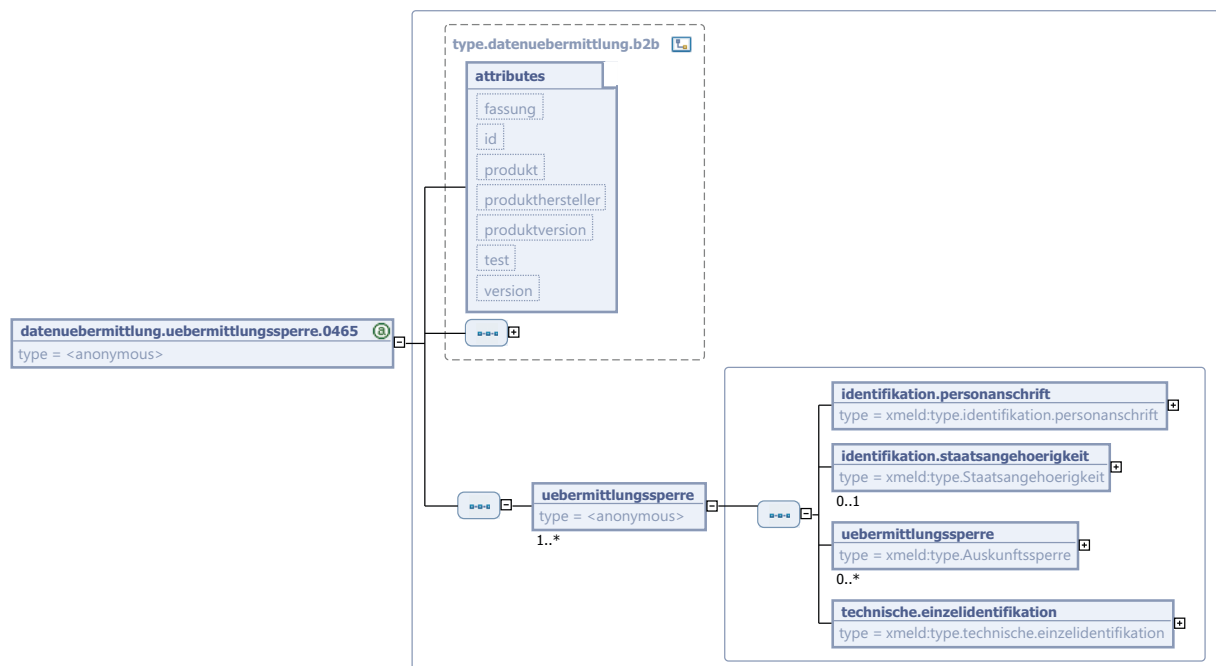 type.datenuebermittlung.b2b
attributes
fassung
id
produkt
produkthersteller
produktversion
test
version
datenuebermittlung.uebermittlungssperre.0465
type = <anonymous>
uebermittlungssperre
type = <anonymous>
1..*
identifikation.personanschrift
type = xmeld:type.identifikation.personanschrift
identifikation.staatsangehoerigkeit
type = xmeld:type.Staatsangehoerigkeit
0..1
uebermittlungssperre
type = xmeld:type.Auskunftssperre
0..*
technische.einzelidentifikation
type = xmeld:type.technische.einzelidentifikation